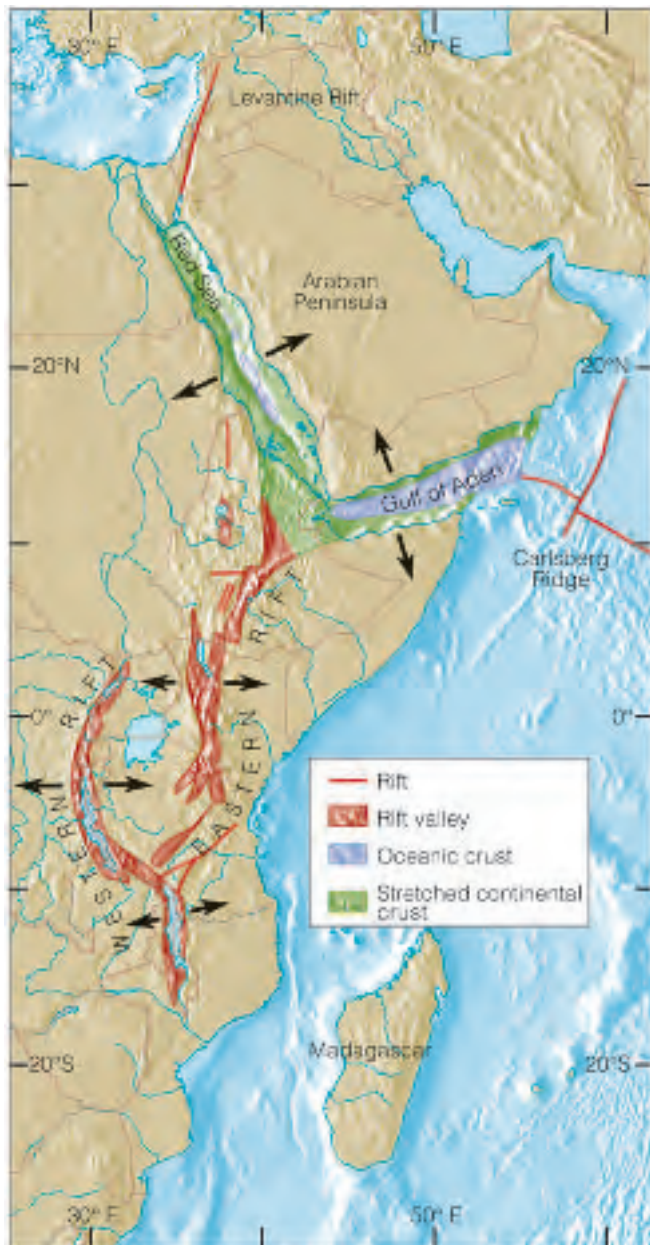 30° E
50° E
Levantine Rift
Red Sea
Arabian
Peninsula
20°N
20°N
Gulf of Aden
Carlsberg
Ridge
EASTERN RIFT
WESTERN RIFT
0°
0°
Rift
Rift valley
Oceanic crust
Stretched continental
crust
Madagascar
20°S
20°S
30° E
50° E